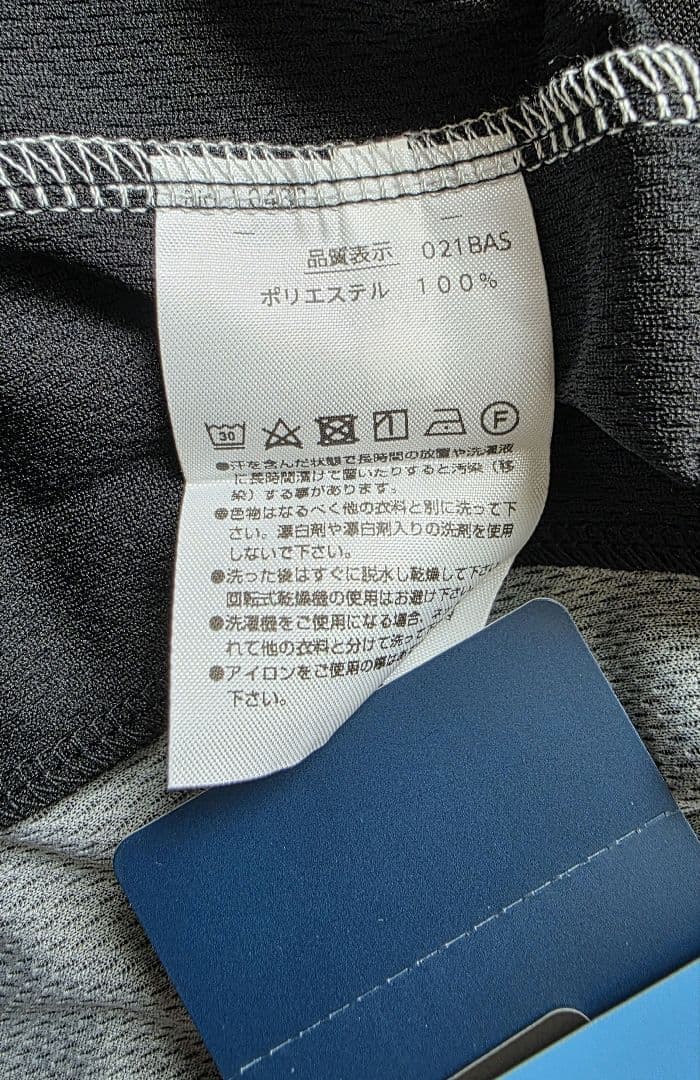 品質表示 021BAS
ポリエステル 100%
30 F
●汗を含んだ状態で長時間の放置や洗濯液
に長時間漬けて置いたりすると汚染(移
染)する事があります。
●色物はなるべく他の衣料と別に洗って下
さい。漂白剤や漂白剤入りの洗剤を使用
しないで下さい。
●洗った後はすぐに脱水し乾燥して下さ
回転式乾燥機の使用はお避け下さい
●洗濯機をご使用になる場合、
れて他の衣料と分けて洗って
●アイロンをご使用の際は
下さい。